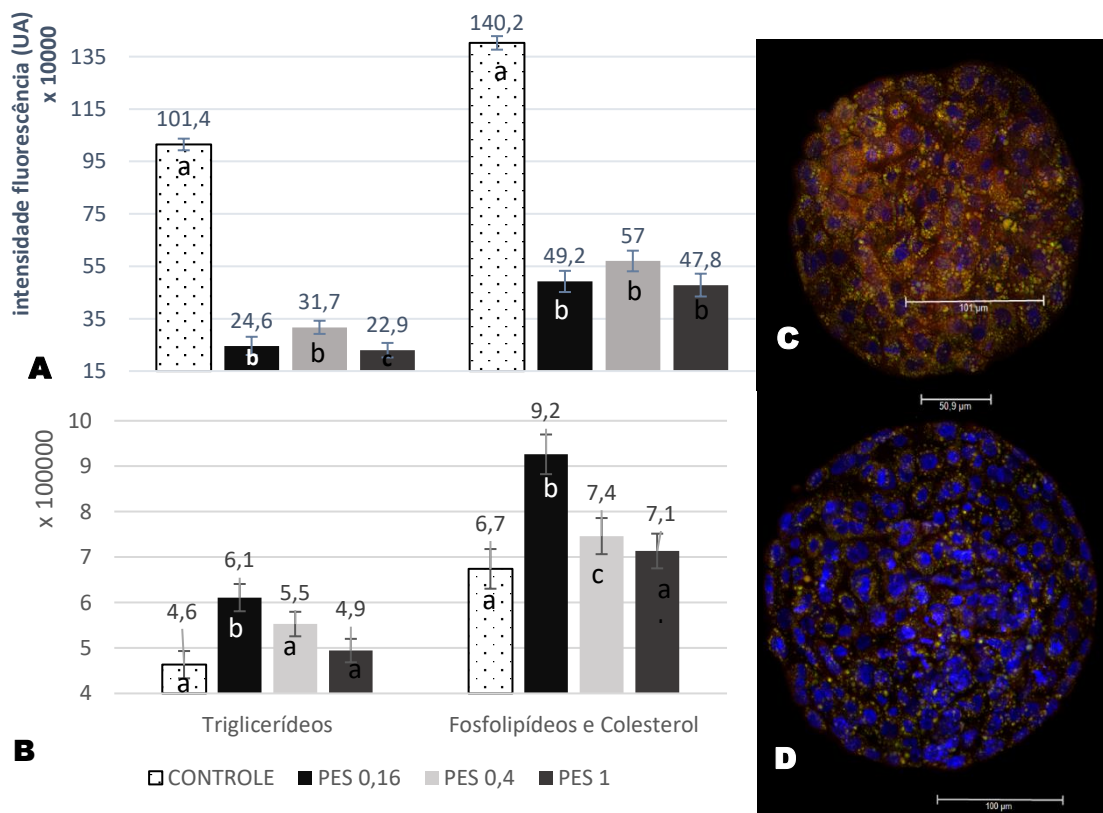 intensidade fluorescência (UA)
x 10000
135
115
95
75
55
35
15
101,4
a
24,6
b
31,7
b
22,9
c
140,2
a
49,2
b
57
b
47,8
b
A
x 100000
10
9
8
7
6
5
4
4,6
a
6,1
b
5,5
a
4,9
a
6,7
a
9,2
b
7,4
c
7,1
a
.
Triglicerídeos
Fosfolipídeos e Colesterol
B
CONTROLE PES 0,16 PES 0,4 PES 1
101 µm
C
50,9 µm
D
100 µm